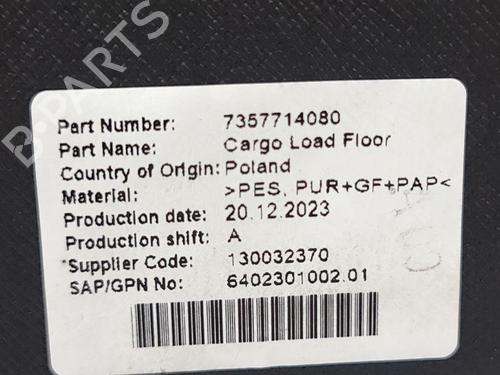 Part Number: 7357714080
Part Name: Cargo Load Floor
Country of Origin: Poland
Material: >PES, PUR+GF+PAP<
Production date: 20.12.2023
Production shift: A
*Supplier Code: 130032370
SAP/GPN No: 6402301002.01
B-PARTS